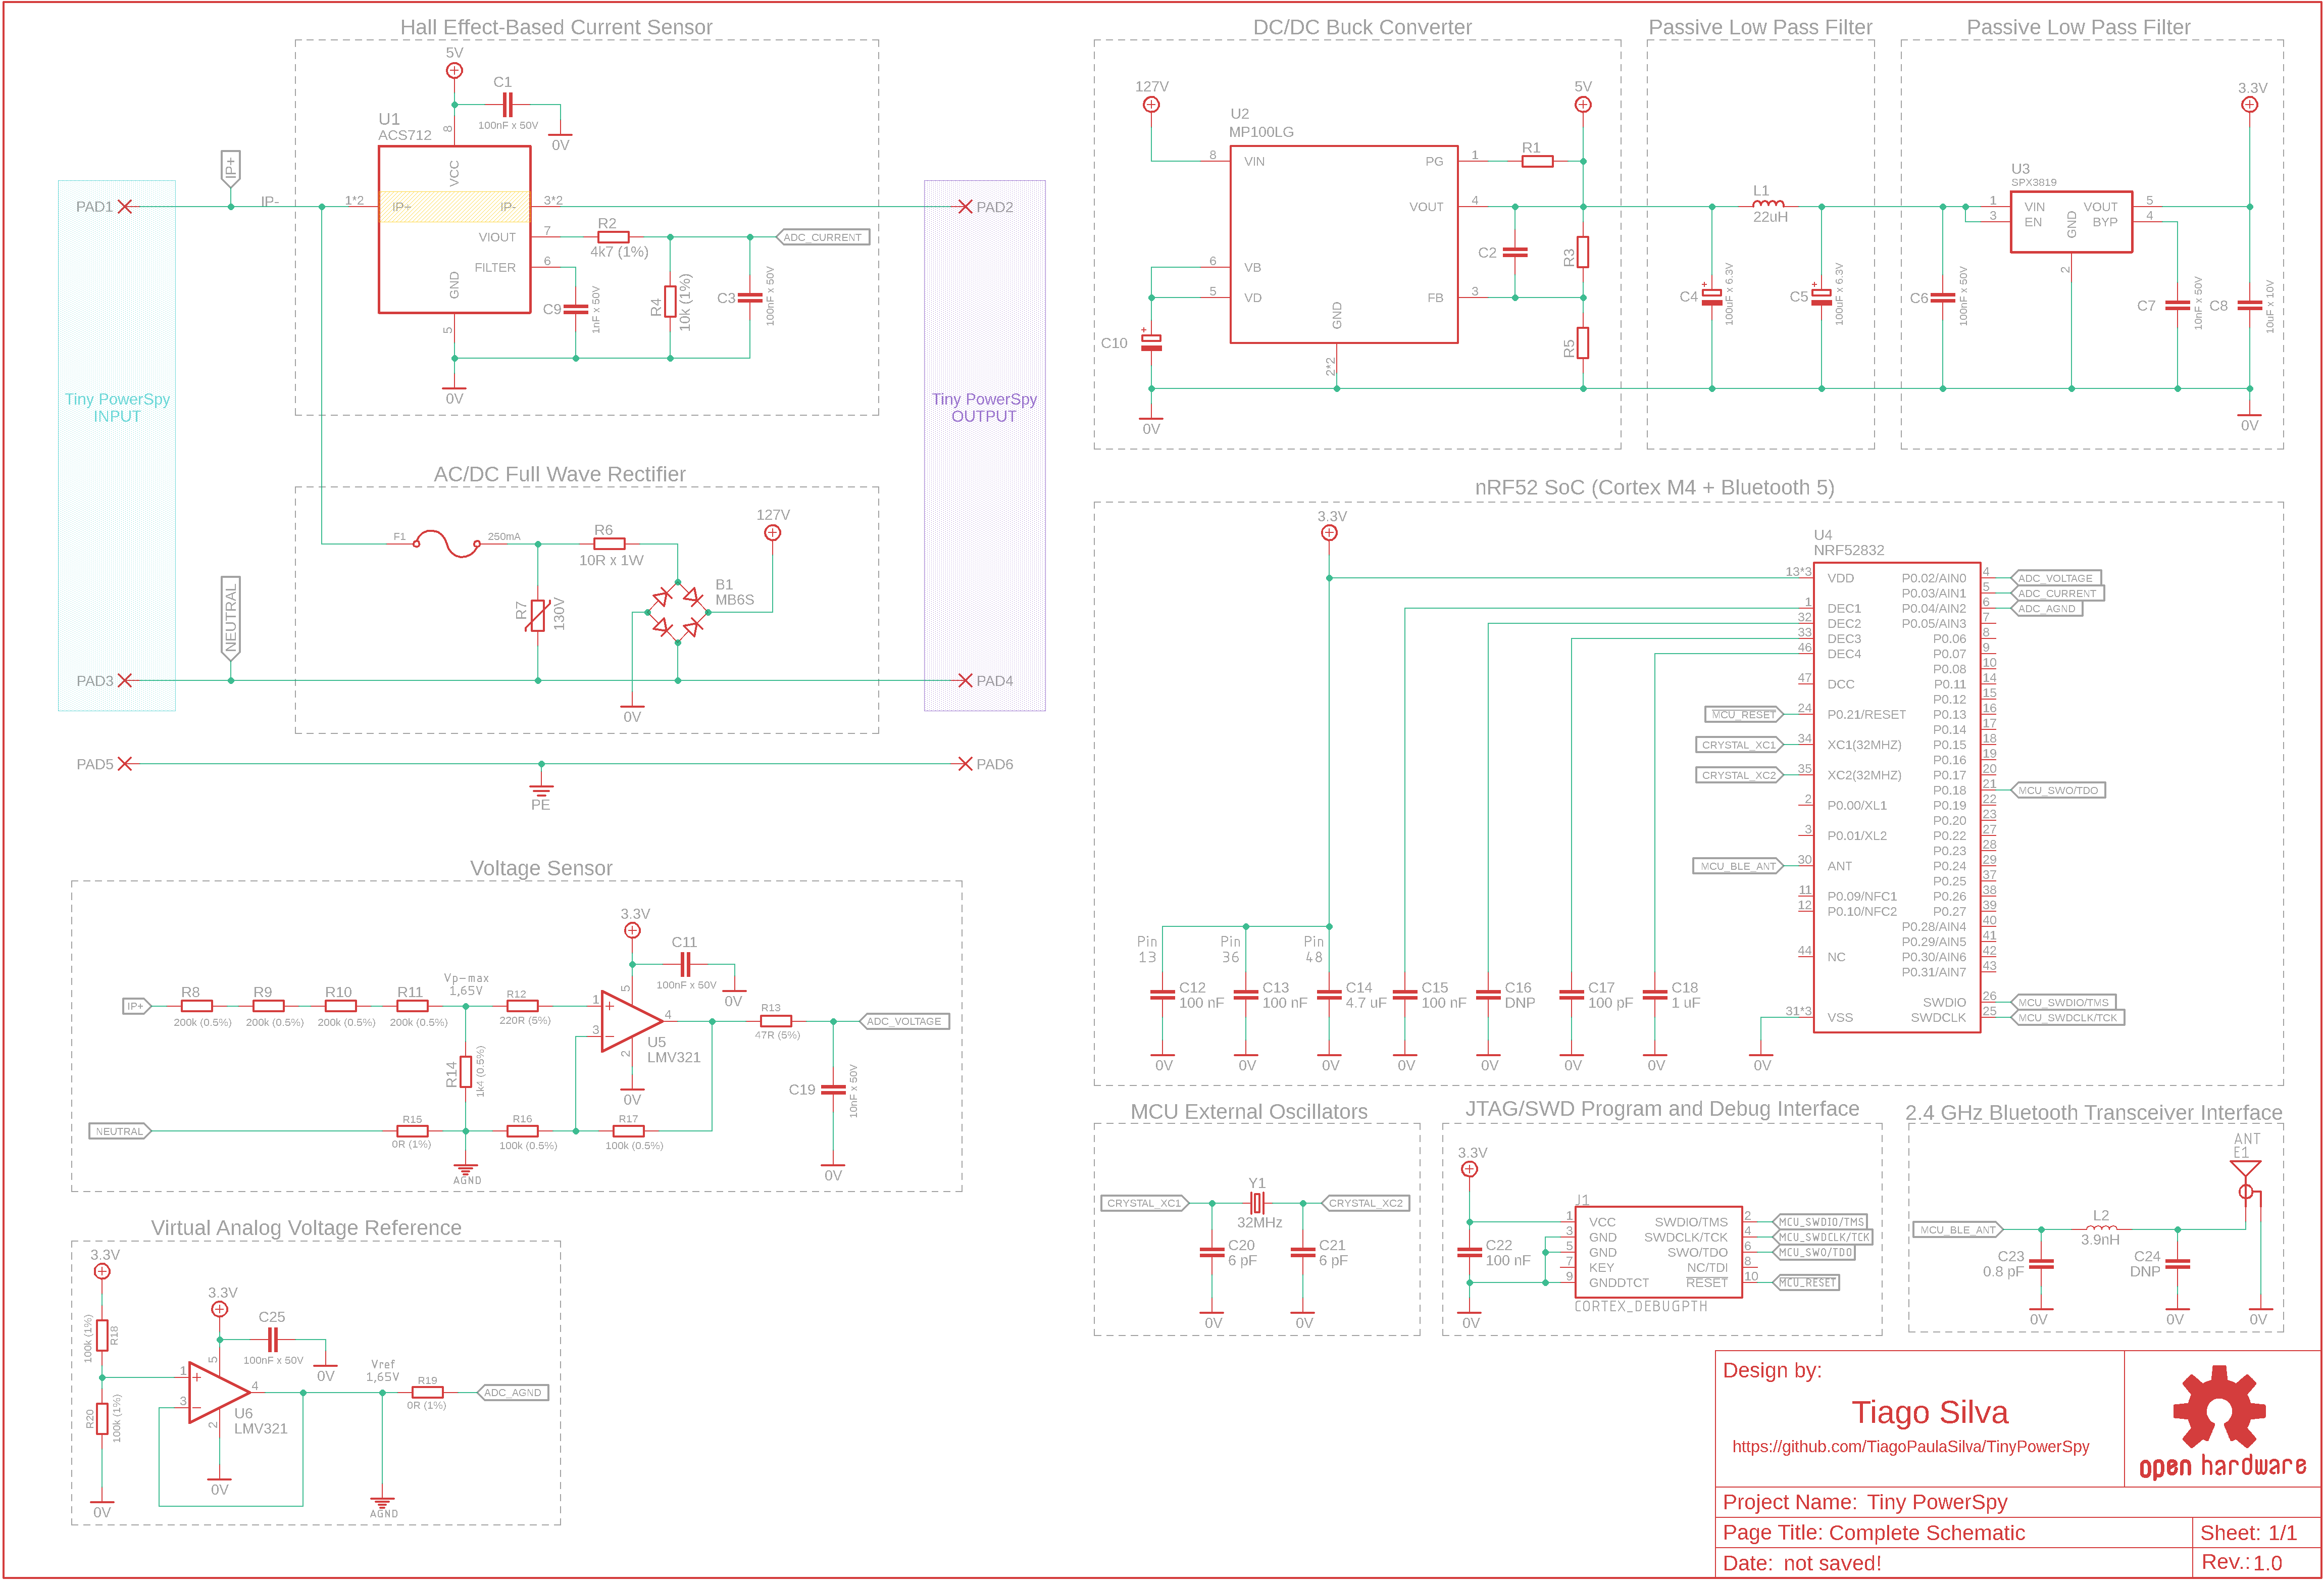 Hall Effect-Based Current Sensor
5V
C1
100nF x 50V
0V
U1
ACS712
8
VCC
IP+
IP-
1*2
IP+
IP-
3*2
VIOUT
7
R2
4k7 (1%)
ADC_CURRENT
FILTER
6
GND
5
C9
1nF x 50V
R4
10k (1%)
C3
100nF x 50V
0V
PAD1
PAD2
Tiny PowerSpy
INPUT
Tiny PowerSpy
OUTPUT
AC/DC Full Wave Rectifier
F1
250mA
R6
10R x 1W
127V
B1
MB6S
R7
130V
NEUTRAL
0V
PAD3
PAD4
PAD5
PAD6
PE
DC/DC Buck Converter
127V
5V
U2
MP100LG
8
VIN
PG
1
R1
VOUT
4
6
VB
5
VD
C2
R3
FB
3
GND
2*2
R5
C10
0V
Passive Low Pass Filter
L1
22uH
C4
100uF x 6.3V
C5
100uF x 6.3V
Passive Low Pass Filter
3.3V
U3
SPX3819
1
VIN
VOUT
5
3
EN
BYP
4
GND
2
C6
100nF x 50V
C7
10nF x 50V
C8
10uF x 10V
0V
nRF52 SoC (Cortex M4 + Bluetooth 5)
3.3V
U4
NRF52832
13*3
VDD
P0.02/AIN0
4
ADC_VOLTAGE
P0.03/AIN1
5
ADC_CURRENT
1
DEC1
P0.04/AIN2
6
ADC_AGND
32
DEC2
P0.05/AIN3
7
33
DEC3
P0.06
8
46
DEC4
P0.07
9
P0.08
10
47
DCC
P0.11
14
P0.12
15
MCU_RESET
24
P0.21/RESET
P0.13
16
P0.14
17
CRYSTAL_XC1
34
XC1(32MHZ)
P0.15
18
P0.16
19
CRYSTAL_XC2
35
XC2(32MHZ)
P0.17
20
P0.18
21
MCU_SWO/TDO
2
P0.00/XL1
P0.19
22
P0.20
23
3
P0.01/XL2
P0.22
27
P0.23
28
MCU_BLE_ANT
30
ANT
P0.24
29
P0.25
37
11
P0.09/NFC1
P0.26
38
12
P0.10/NFC2
P0.27
39
P0.28/AIN4
40
P0.29/AIN5
41
44
NC
P0.30/AIN6
42
P0.31/AIN7
43
SWDIO
26
MCU_SWDIO/TMS
31*3
VSS
SWDCLK
25
MCU_SWDCLK/TCK
Pin
13
Pin
36
Pin
48
C12
100 nF
C13
100 nF
C14
4.7 uF
C15
100 nF
C16
DNP
C17
100 pF
C18
1 uF
0V
0V
0V
0V
0V
0V
0V
0V
Voltage Sensor
3.3V
C11
100nF x 50V
0V
IP+
R8
200k (0.5%)
R9
200k (0.5%)
R10
200k (0.5%)
R11
200k (0.5%)
Vp-max
1,65V
R12
220R (5%)
1
3
5
2
4
U5
LMV321
0V
R13
47R (5%)
ADC_VOLTAGE
R14
1k4 (0.5%)
C19
10nF x 50V
0V
NEUTRAL
R15
0R (1%)
R16
100k (0.5%)
R17
100k (0.5%)
AGND
Virtual Analog Voltage Reference
3.3V
R18
100k (1%)
3.3V
C25
100nF x 50V
0V
1
3
5
2
4
U6
LMV321
Vref
1,65V
R19
0R (1%)
ADC_AGND
R20
100k (1%)
0V
0V
AGND
MCU External Oscillators
CRYSTAL_XC1
Y1
32MHz
CRYSTAL_XC2
C20
6 pF
C21
6 pF
0V
0V
JTAG/SWD Program and Debug Interface
3.3V
J1
1
VCC
SWDIO/TMS
2
MCU_SWDIO/TMS
3
GND
SWDCLK/TCK
4
MCU_SWDCLK/TCK
5
GND
SWO/TDO
6
MCU_SWO/TDO
7
KEY
NC/TDI
8
9
GNDDTCT
RESET
10
MCU_RESET
C22
100 nF
CORTEX_DEBUGPTH
0V
2.4 GHz Bluetooth Transceiver Interface
ANT
E1
MCU_BLE_ANT
L2
3.9nH
C23
0.8 pF
C24
DNP
0V
0V
0V
Design by:
Tiago Silva
https://github.com/TiagoPaulaSilva/TinyPowerSpy
open hardware
Project Name: Tiny PowerSpy
Page Title: Complete Schematic
Sheet: 1/1
Date: not saved!
Rev.: 1.0